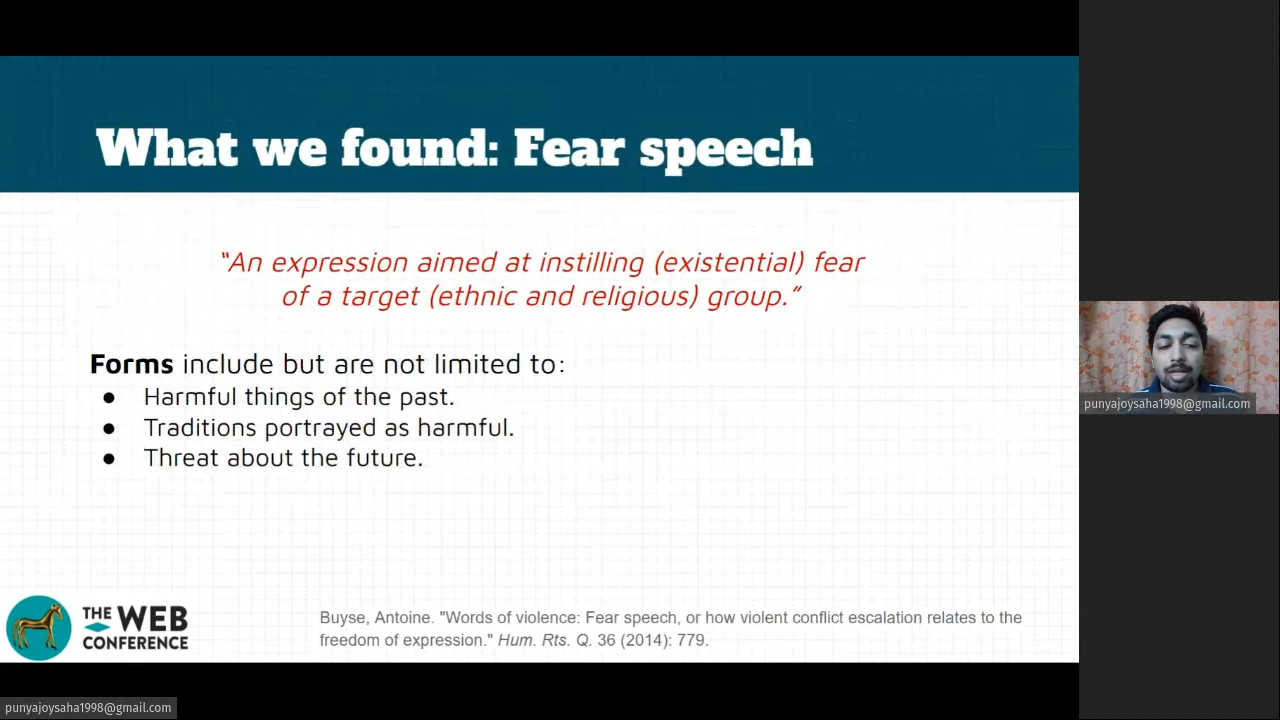 What we found: Fear speech
“An expression aimed at instilling (existential) fear
of a target (ethnic and religious) group.”
Forms include but are not limited to:
● Harmful things of the past.
● Traditions portrayed as harmful.
● Threat about the future.
THE WEB
CONFERENCE
Buyse, Antoine. "Words of violence: Fear speech, or how violent conflict escalation relates to the
freedom of expression." Hum. Rts. Q. 36 (2014): 779.
punyajoysaha1998@gmail.com
punyajoysaha1998@gmail.com